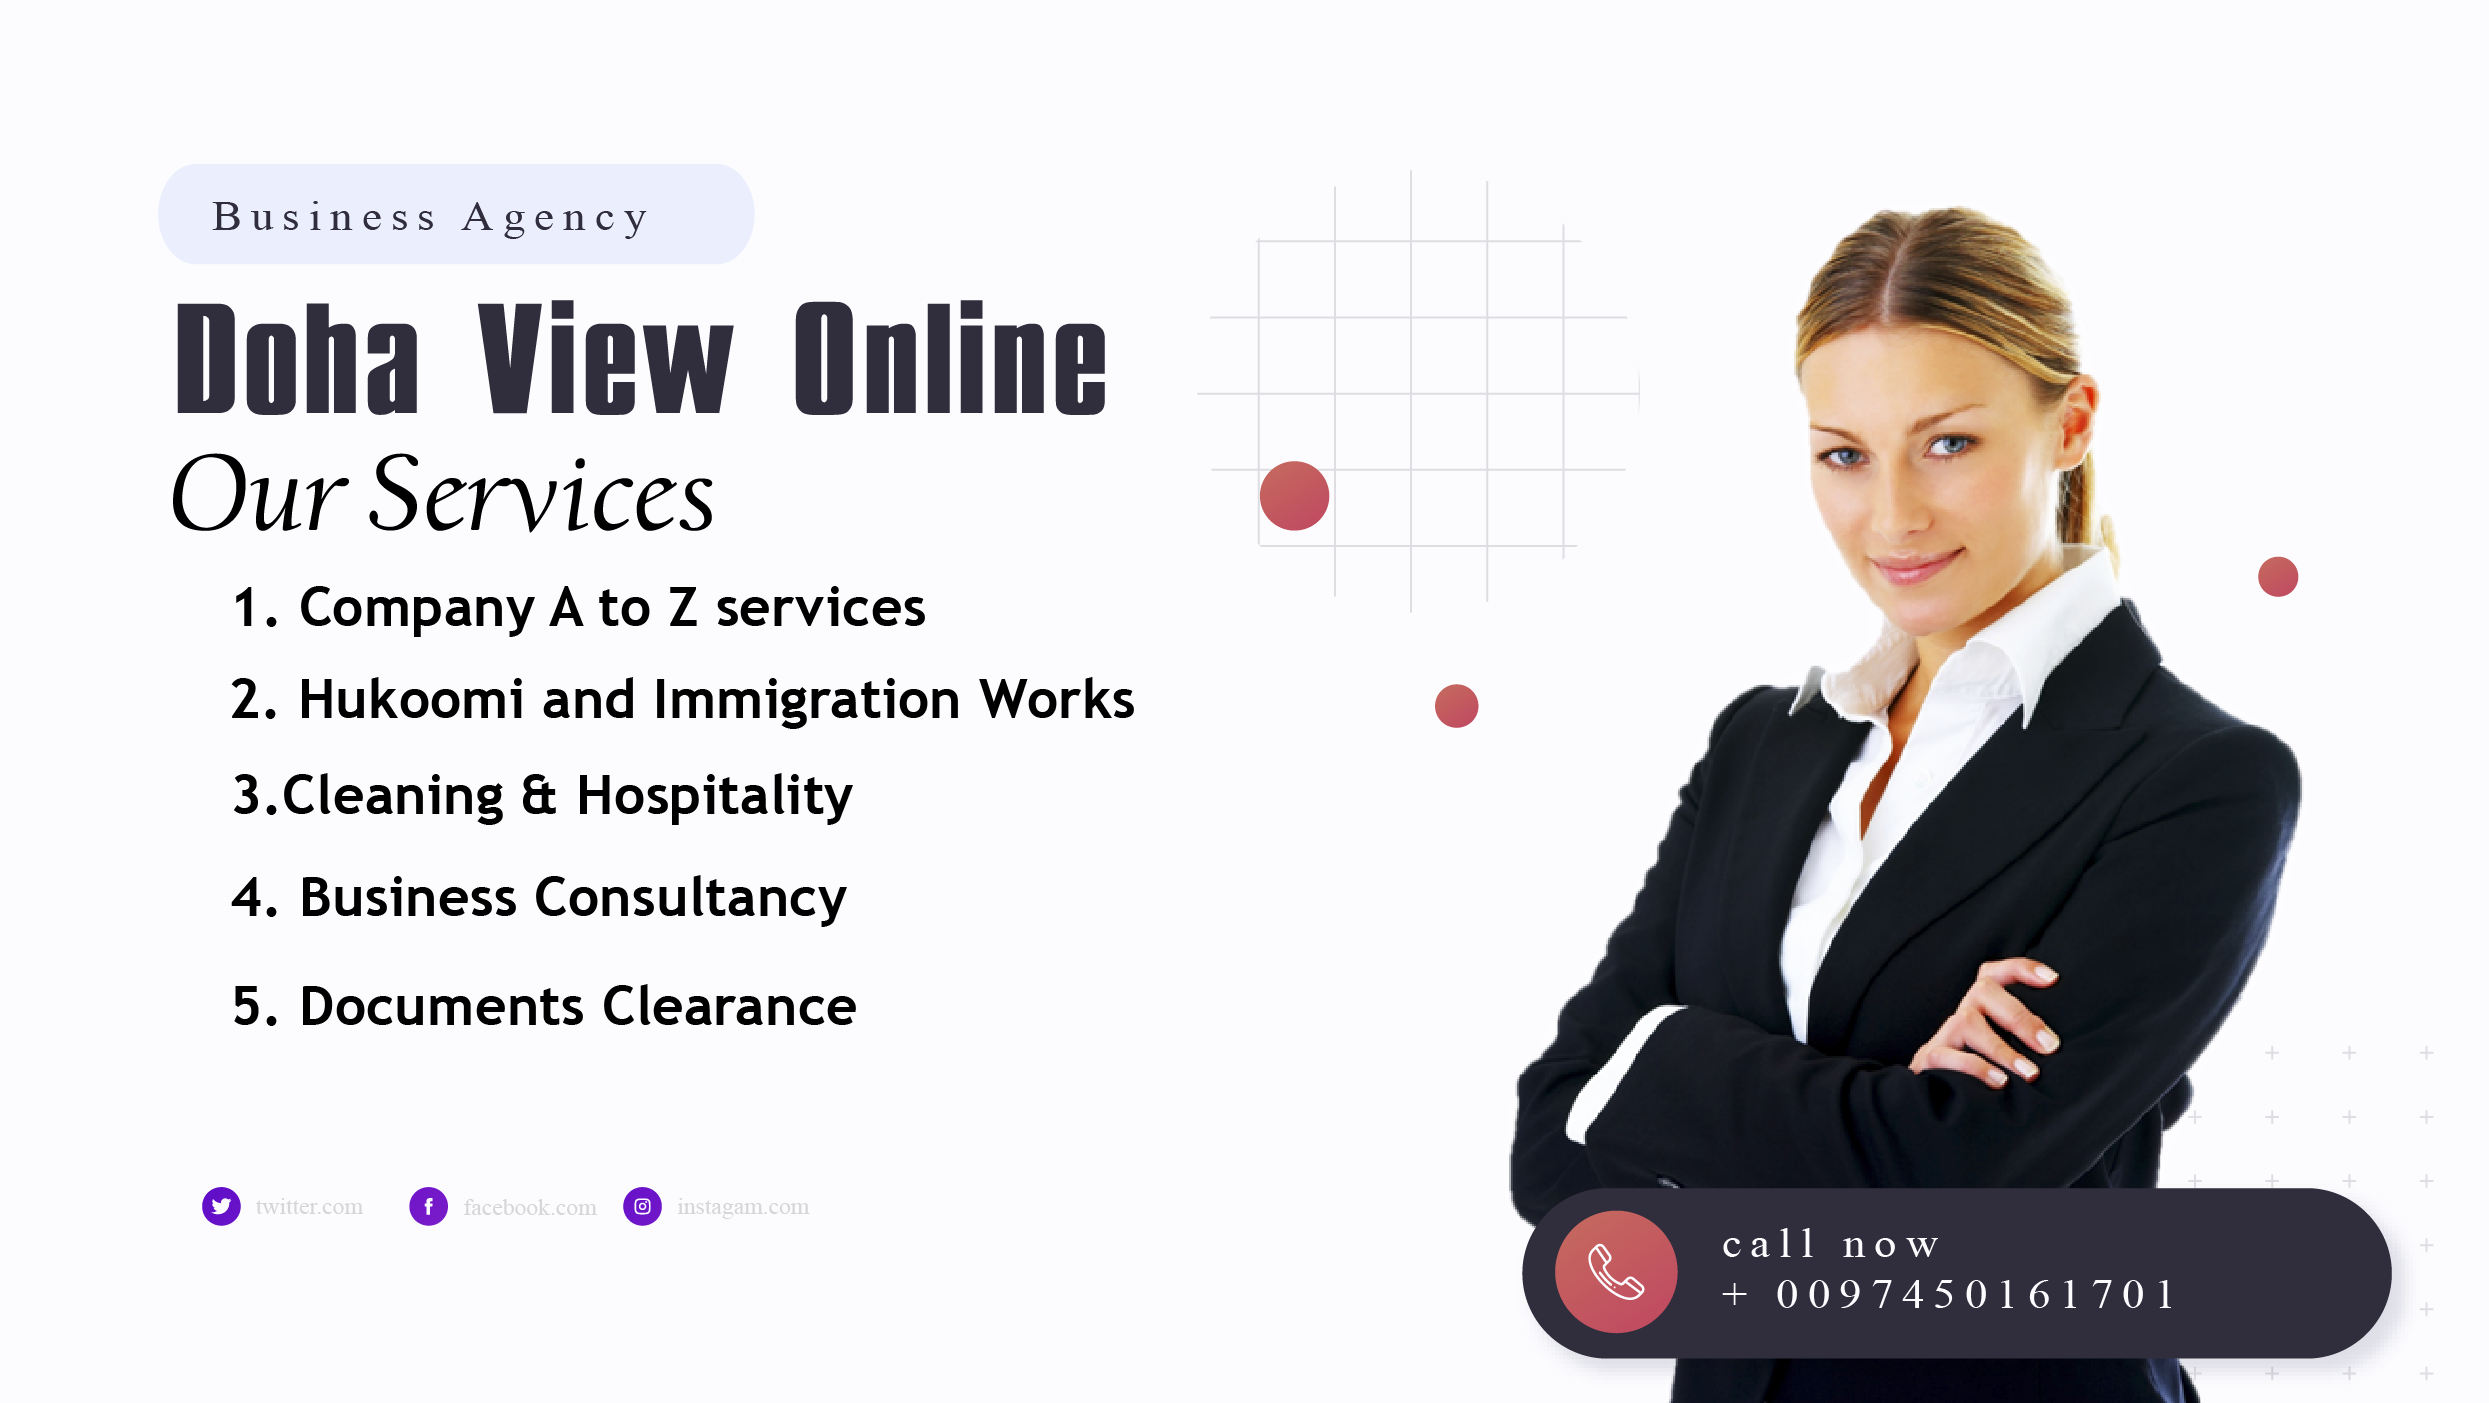 Business Agency
Doha View Online
Our Services
1. Company A to Z services
2. Hukoomi and Immigration Works
3.Cleaning & Hospitality
4. Business Consultancy
5. Documents Clearance
twitter.com facebook.com instagam.com
call now
+ 0097450161701